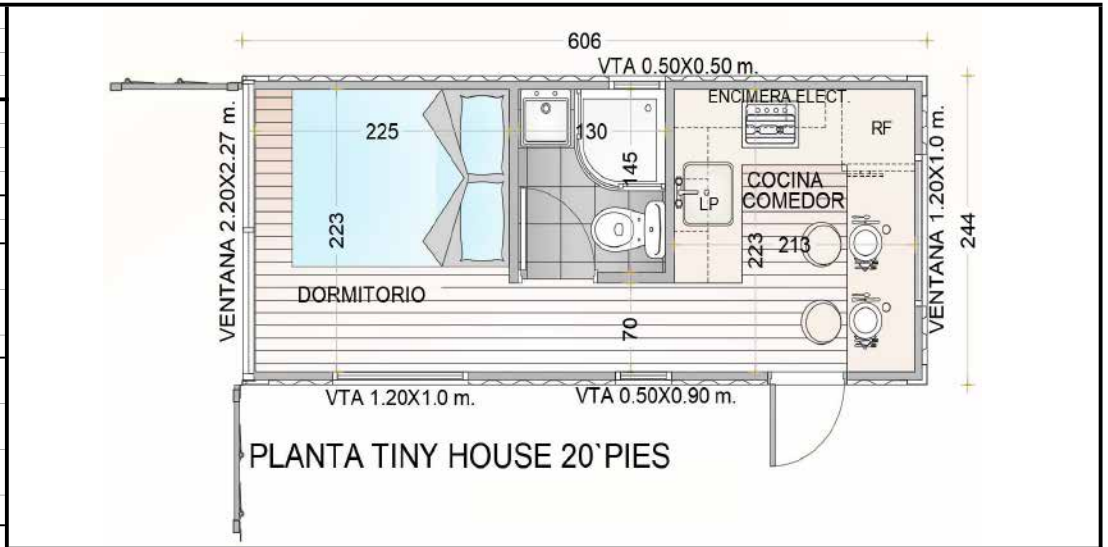 606
VTA 0.50X0.50 m.
ENCIMERA ELECT.
225
130
RF
145
VENTANA 2.20X2.27 m.
223
LP
COCINA
COMEDOR
223
213
VENTANA 1.20X1.0 m.
244
DORMITORIO
70
VTA 1.20X1.0 m.
VTA 0.50X0.90 m.
PLANTA TINY HOUSE 20`PIES